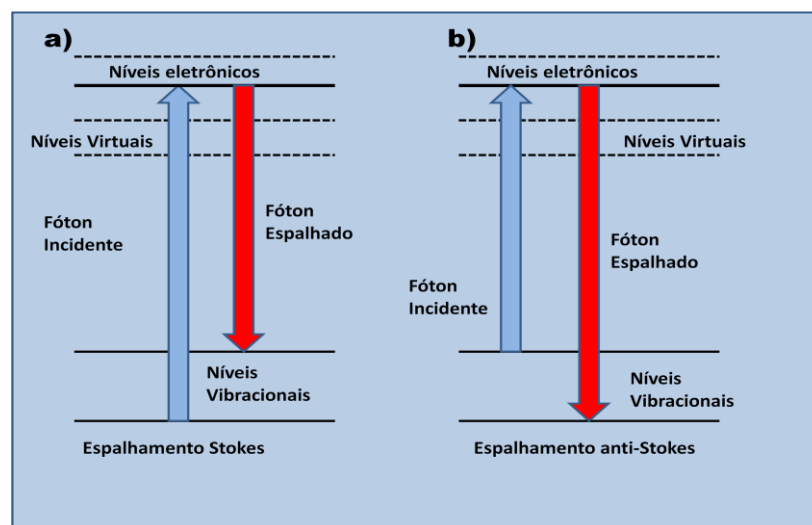 a)
Níveis eletrônicos
Níveis Virtuais
Fóton
Incidente
Fóton
Espalhado
Níveis
Vibracionais
Espalhamento Stokes
b)
Níveis eletrônicos
Níveis Virtuais
Fóton
Espalhado
Fóton
Incidente
Níveis
Vibracionais
Espalhamento anti-Stokes